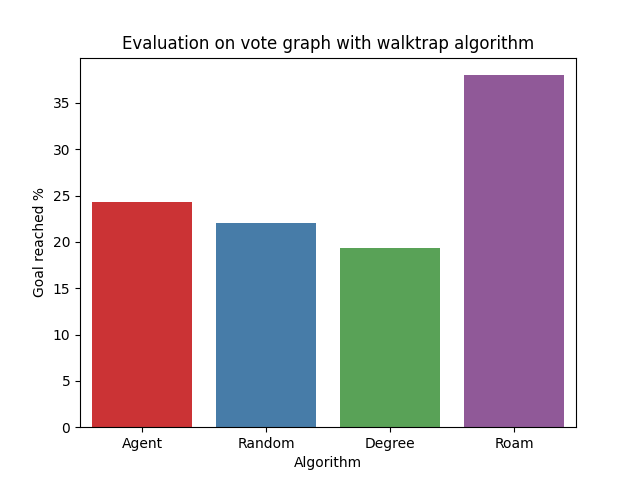 Evaluation on vote graph with walktrap algorithm
Goal reached %
35
30
25
20
15
10
5
0
Agent Random Degree Roam
Algorithm